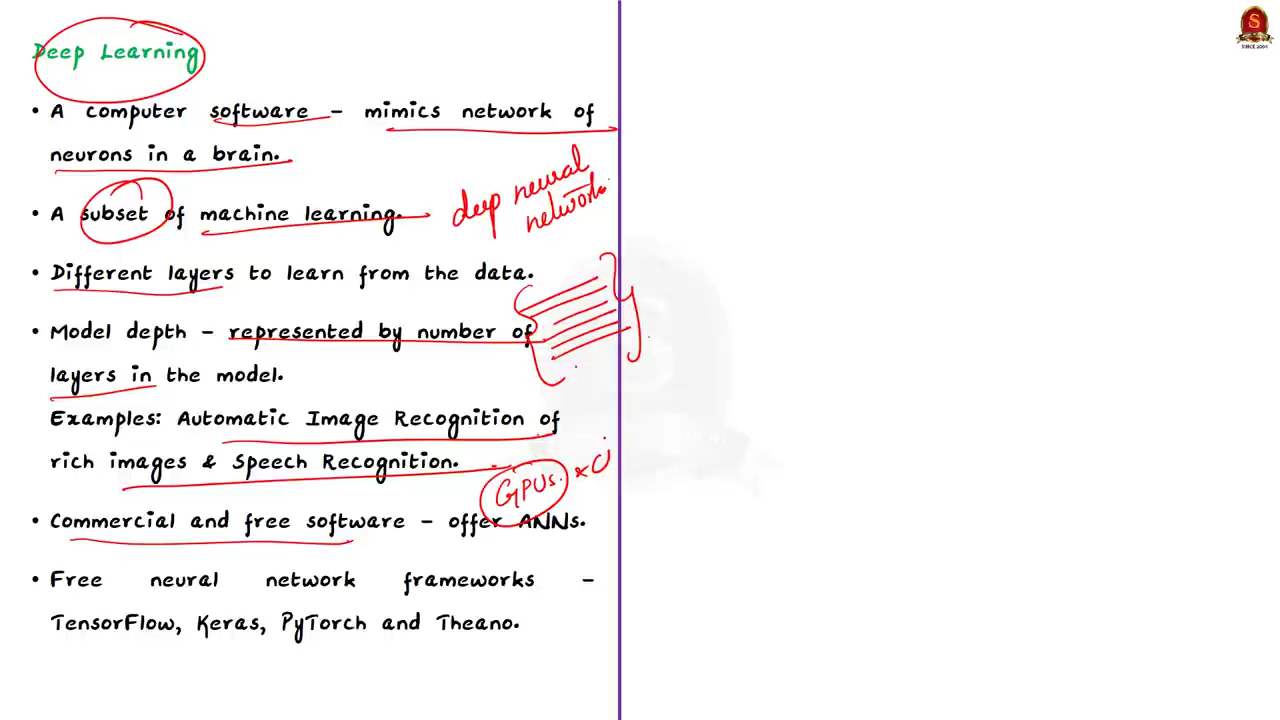 Deep Learning
• A computer software – mimics network of
neurons in a brain.
• A subset of machine learning.
deep neural
network
• Different layers to learn from the data.
• Model depth – represented by number of
layers in the model.
Examples: Automatic Image Recognition of
rich images & Speech Recognition.
GPUs.
• Commercial and free software – offer ANNs.
• Free neural network frameworks –
TensorFlow, Keras, PyTorch and Theano.
S
SINCE 2004